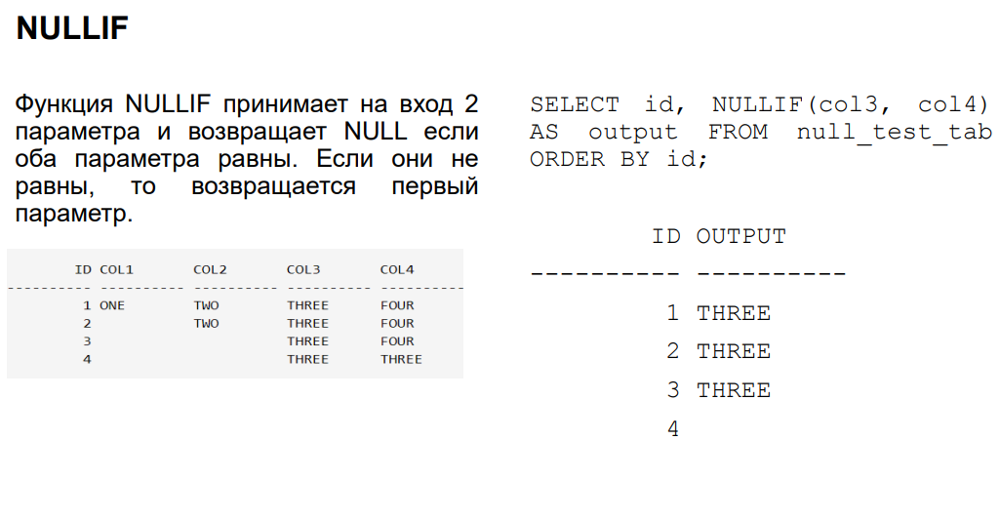 NULLIF
Функция NULLIF принимает на вход 2
параметра и возвращает NULL если
оба параметра равны. Если они не
равны, то возвращается первый
параметр.
ID COL1 COL2 COL3 COL4
---------- ---------- ---------- ---------- ----------
1 ONE TWO THREE FOUR
2 TWO THREE FOUR
3 THREE FOUR
4 THREE THREE
SELECT id, NULLIF(col3, col4)
AS output FROM null_test_tab
ORDER BY id;
ID OUTPUT
---------- ----------
1 THREE
2 THREE
3 THREE
4